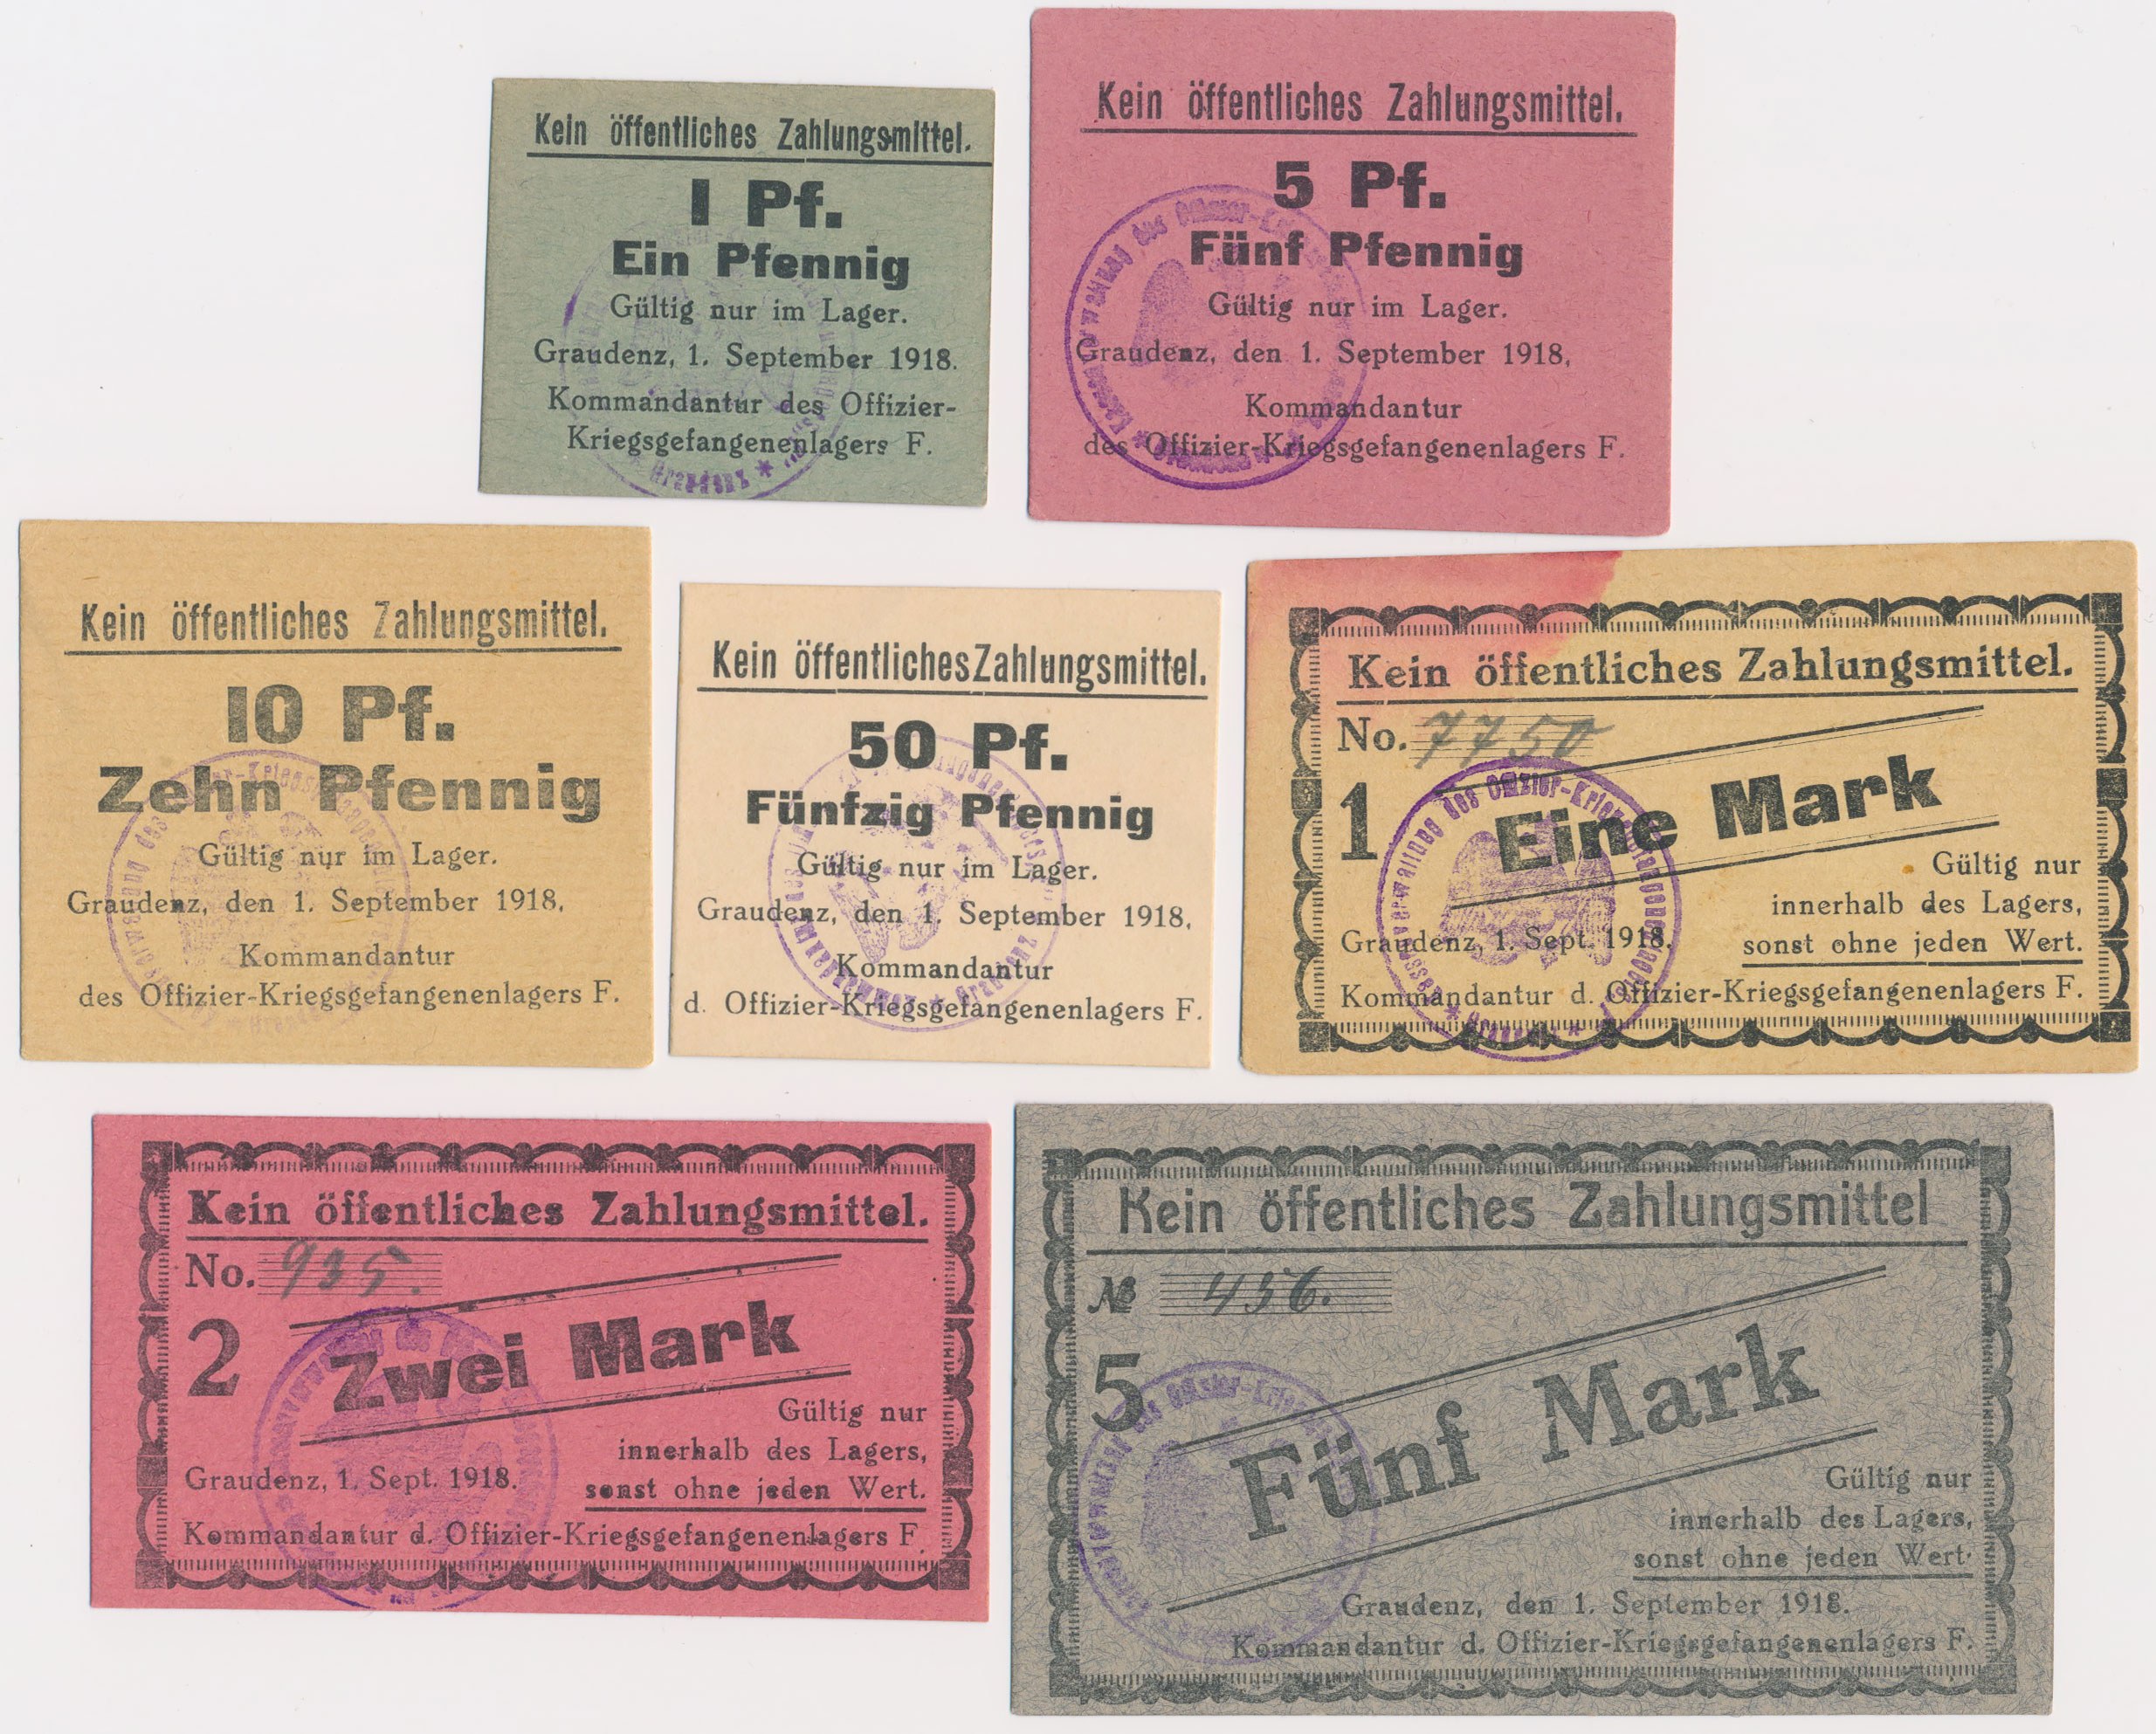 Kein öffentliches Zahlungsmittel.
1 Pf.
Ein Pfennig
Gültig nur im Lager.
Graudenz, 1. September 1918.
Kommandantur des Offizier-
Kriegsgefangenenlagers F.
Kein öffentliches Zahlungsmittel.
5 Pf.
Fünf Pfennig
Gültig nur im Lager.
Graudenz, den 1. September 1918.
Kommandantur
des Offizier-Kriegsgefangenenlagers F.
Kein öffentliches Zahlungsmittel.
10 Pf.
Zehn Pfennig
Gültig nur im Lager.
Graudenz, den 1. September 1918.
Kommandantur
des Offizier-Kriegsgefangenenlagers F.
Kein öffentliches Zahlungsmittel.
50 Pf.
Fünfzig Pfennig
Gültig nur im Lager.
Graudenz, den 1. September 1918.
Kommandantur
d. Offizier-Kriegsgefangenenlagers F.
Kein öffentliches Zahlungsmittel.
No. 7750
1 Eine Mark
Gültig nur
innerhalb des Lagers,
Graudenz, 1. Sept. 1918. sonst ohne jeden Wert.
Kommandantur d. Offizier-Kriegsgefangenenlagers F.
Kein öffentliches Zahlungsmittel.
No. 935.
2 Zwei Mark
Gültig nur
innerhalb des Lagers,
Graudenz, 1. Sept. 1918. sonst ohne jeden Wert.
Kommandantur d. Offizier-Kriegsgefangenenlagers F.
Kein öffentliches Zahlungsmittel
№ 456.
5 Fünf Mark
Gültig nur
innerhalb des Lagers,
sonst ohne jeden Wert.
Graudenz, den 1. September 1918.
Kommandantur d. Offizier-Kriegsgefangenenlagers F.